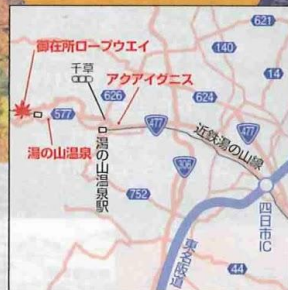 621
御在所ロープウエイ
140
千草
14
アクアイグニス
626
624
577
477
近鉄湯の山線
477
湯の山温泉
湯の山温泉駅
306
752
四日市IC
東名阪道
44